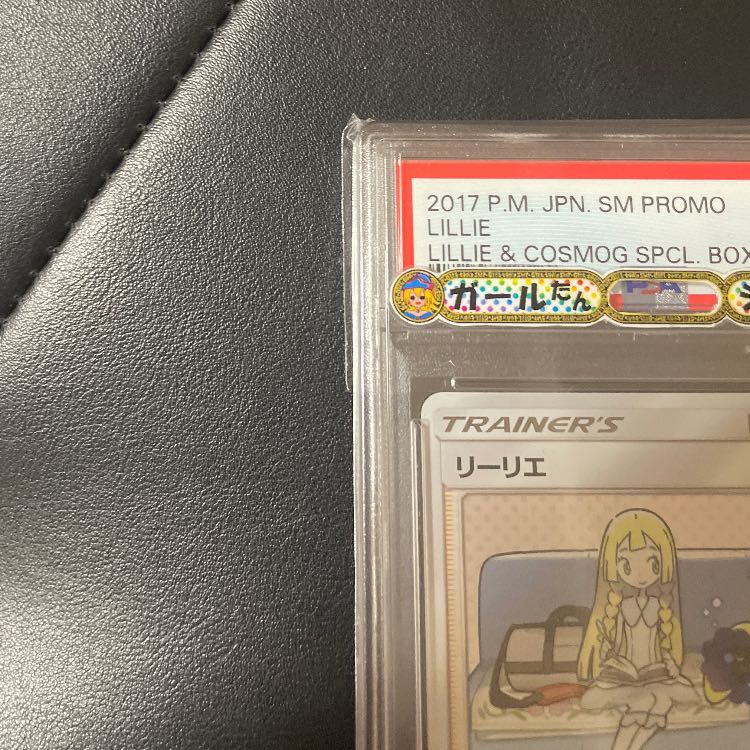 2017 P.M. JPN. SM PROMO
LILLIE
LILLIE & COSMOG SPCL. BOX
ガールたん
TRAINER'S
リーリエ